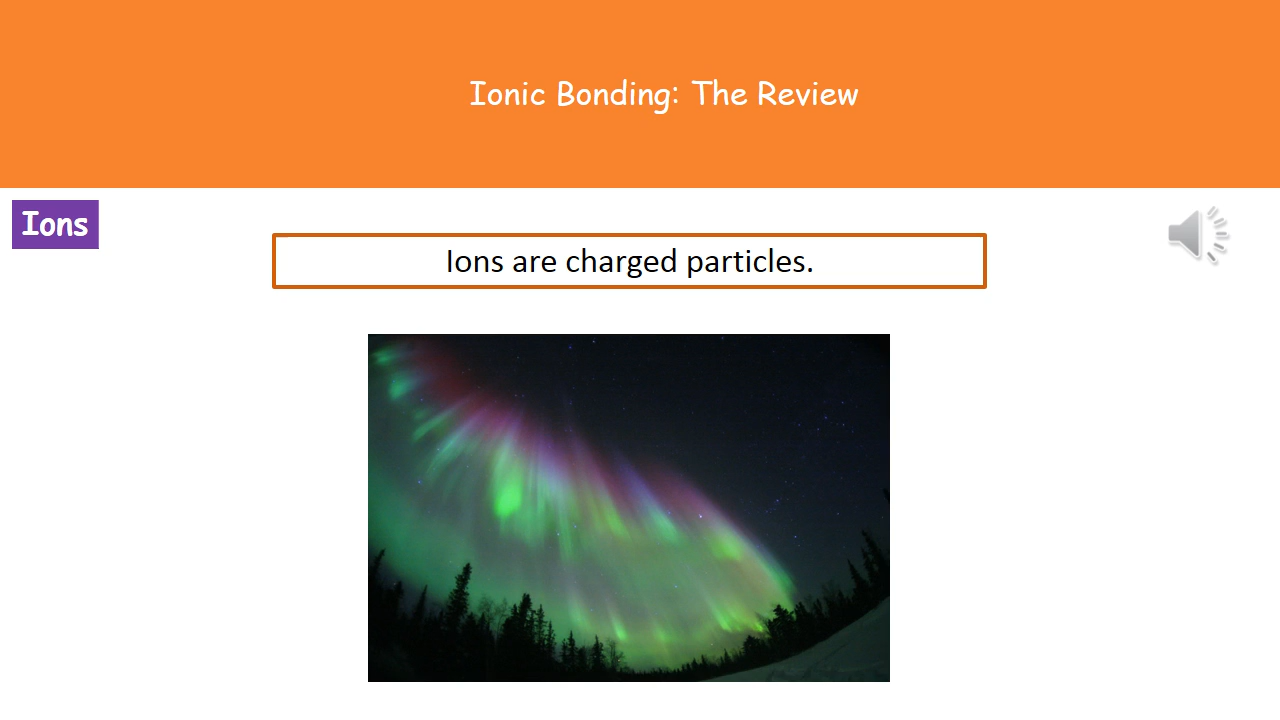 Ionic Bonding: The Review
Ions
Ions are charged particles.